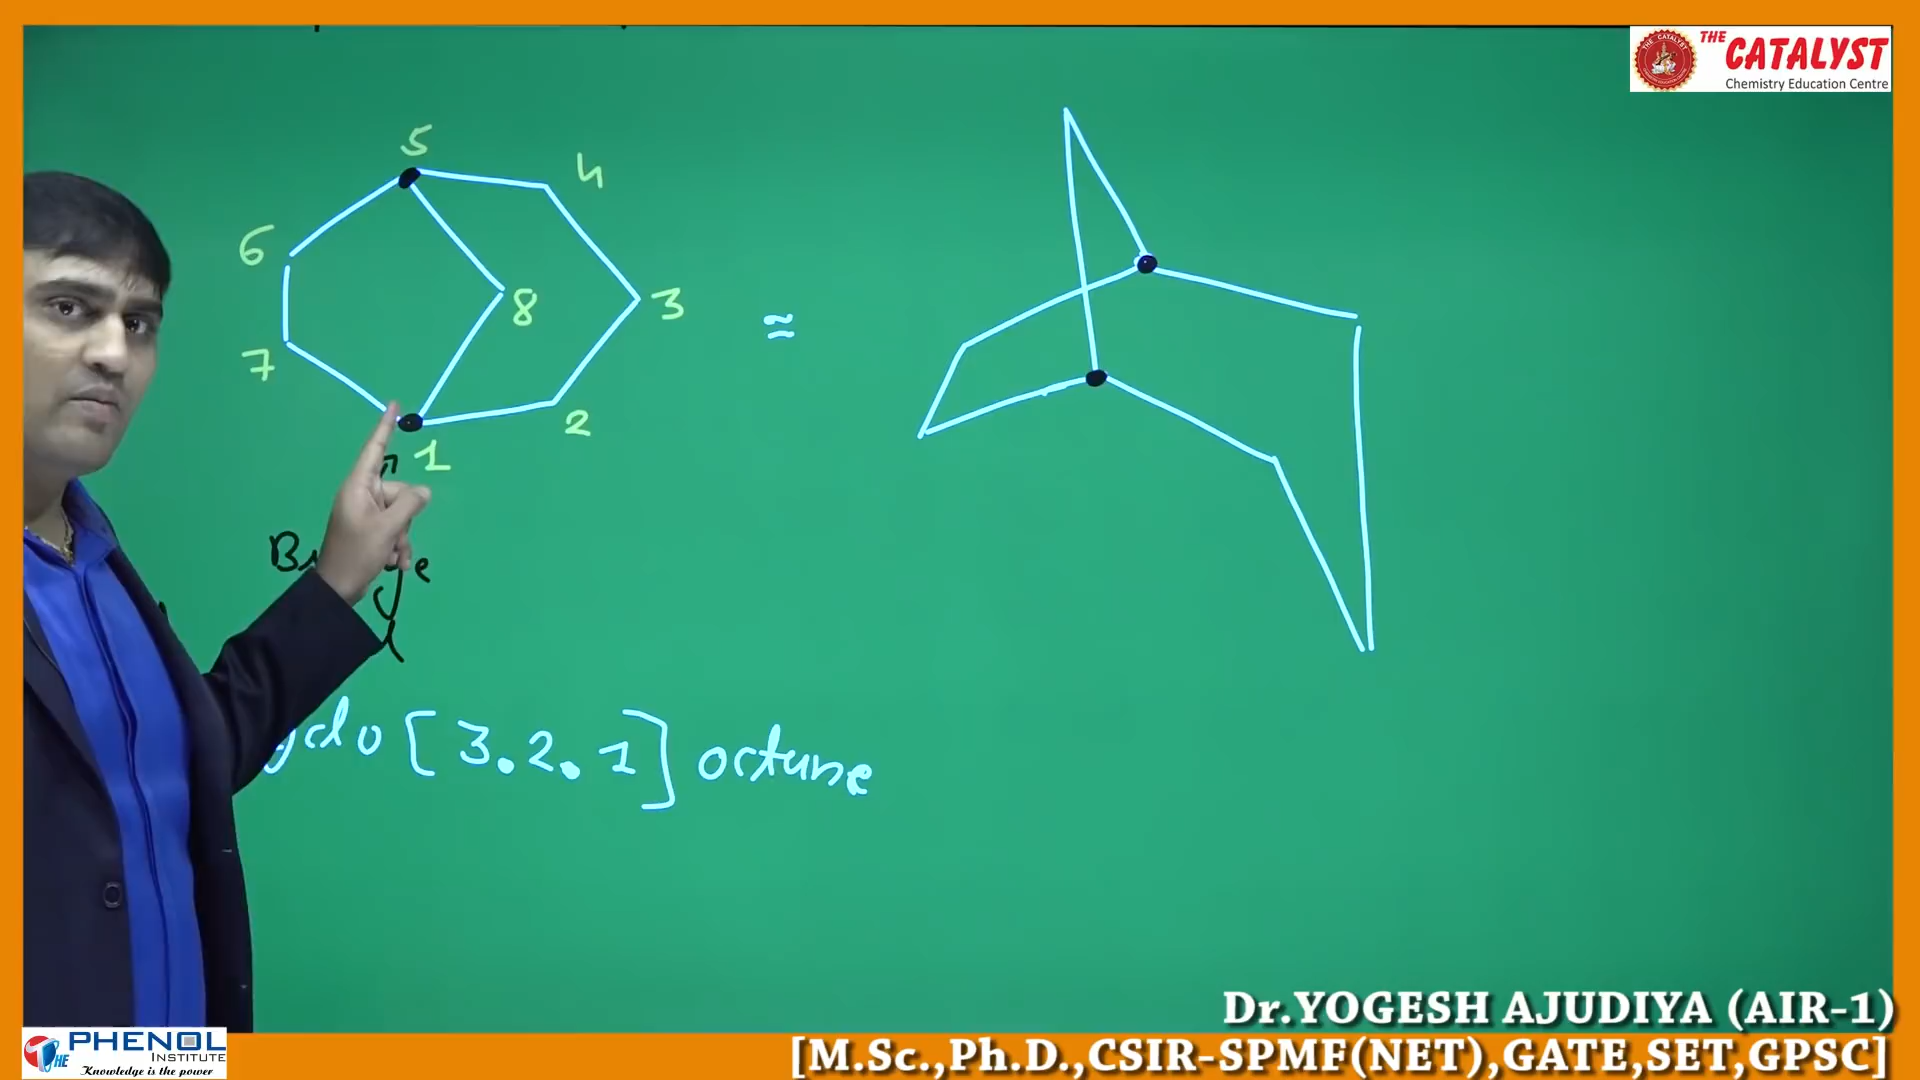 THE CATALYST
Chemistry Education Centre
5
4
6
8
3
≈
7
2
1
[3.2.1] octane
Dr.YOGESH AJUDIYA (AIR-1)
[M.Sc.,Ph.D.,CSIR-SPMF(NET),GATE,SET,GPSC]
THE PHENOL
INSTITUTE
Knowledge is the power